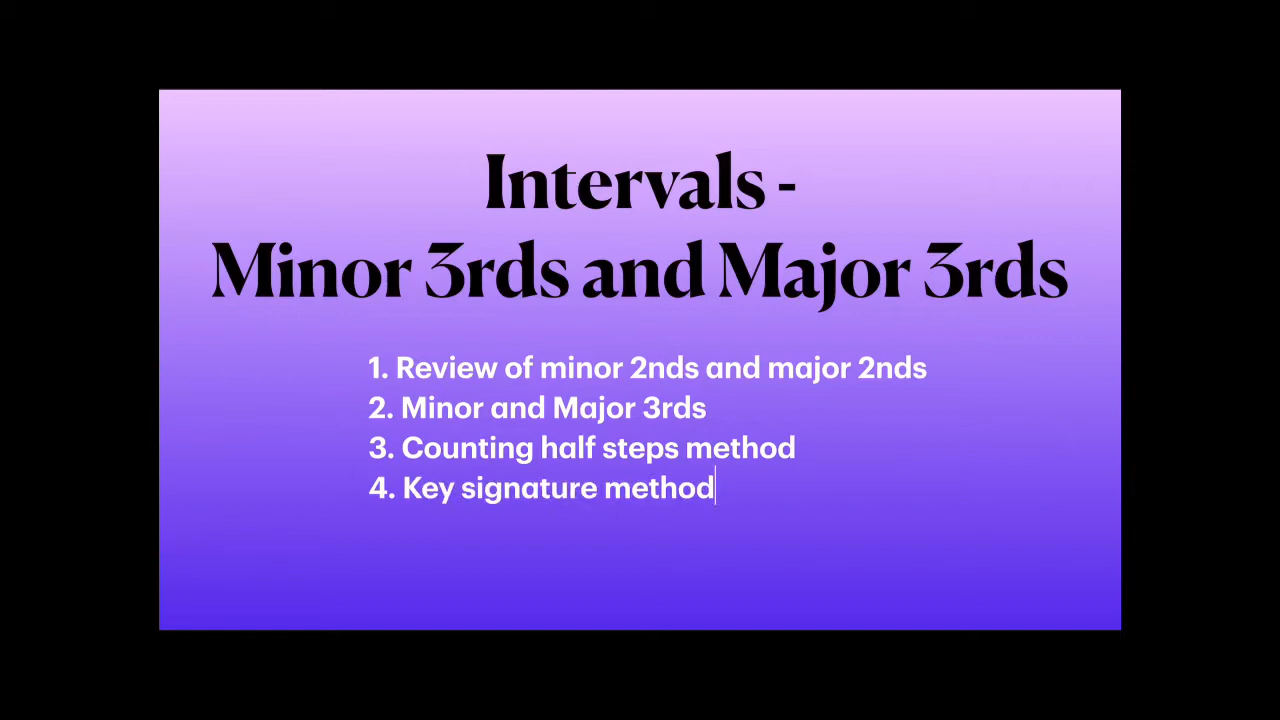 Intervals -
Minor 3rds and Major 3rds
1. Review of minor 2nds and major 2nds
2. Minor and Major 3rds
3. Counting half steps method
4. Key signature method